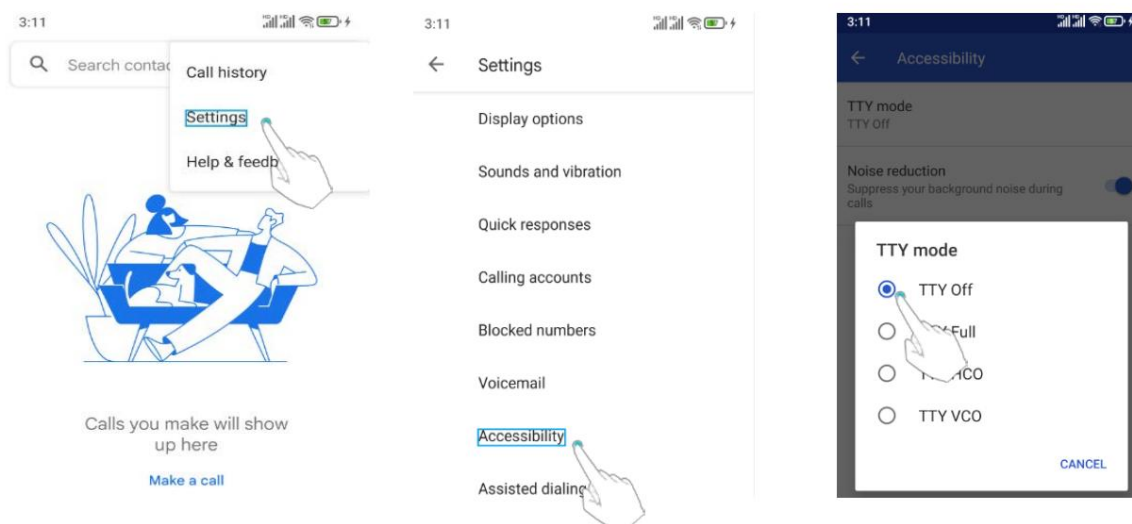 3:11
Search contac
Call history
Settings
Help & feedb
Calls you make will show
up here
Make a call
3:11
Settings
Display options
Sounds and vibration
Quick responses
Calling accounts
Blocked numbers
Voicemail
Accessibility
Assisted dialing
3:11
Accessibility
TTY mode
TTY Off
Noise reduction
Suppress your background noise during
calls
TTY mode
TTY Off
Full
HCO
TTY VCO
CANCEL